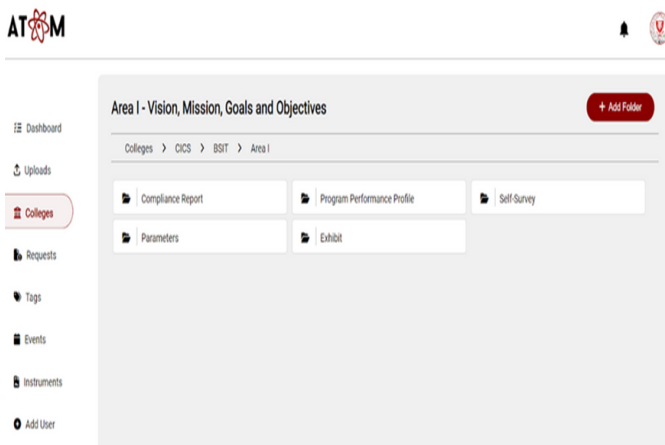 ATOM
Area I - Vision, Mission, Goals and Objectives
+ Add Folder
Colleges > CICS > BSIT > Area I
Compliance Report
Program Performance Profile
Self-Survey
Parameters
Exhibit
Dashboard
Uploads
Colleges
Requests
Tags
Events
Instruments
Add User